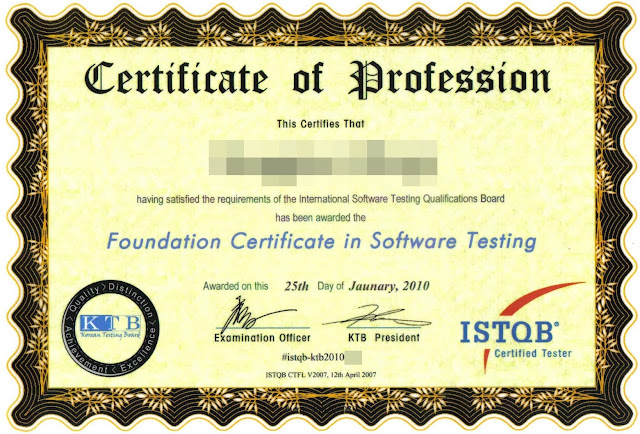 Certificate of Profession
This Certifies That
having satisfied the requirements of the International Software Testing Qualifications Board
has been awarded the
Foundation Certificate in Software Testing
Awarded on this 25th Day of Jaunary, 2010
Examination Officer KTB President
#istqb-ktb2010
ISTQB CTFL V2007, 12th April 2007
Quality Distinction
KTB
Korean Testing Board
Achievement Excellence
ISTQB®
Certified Tester